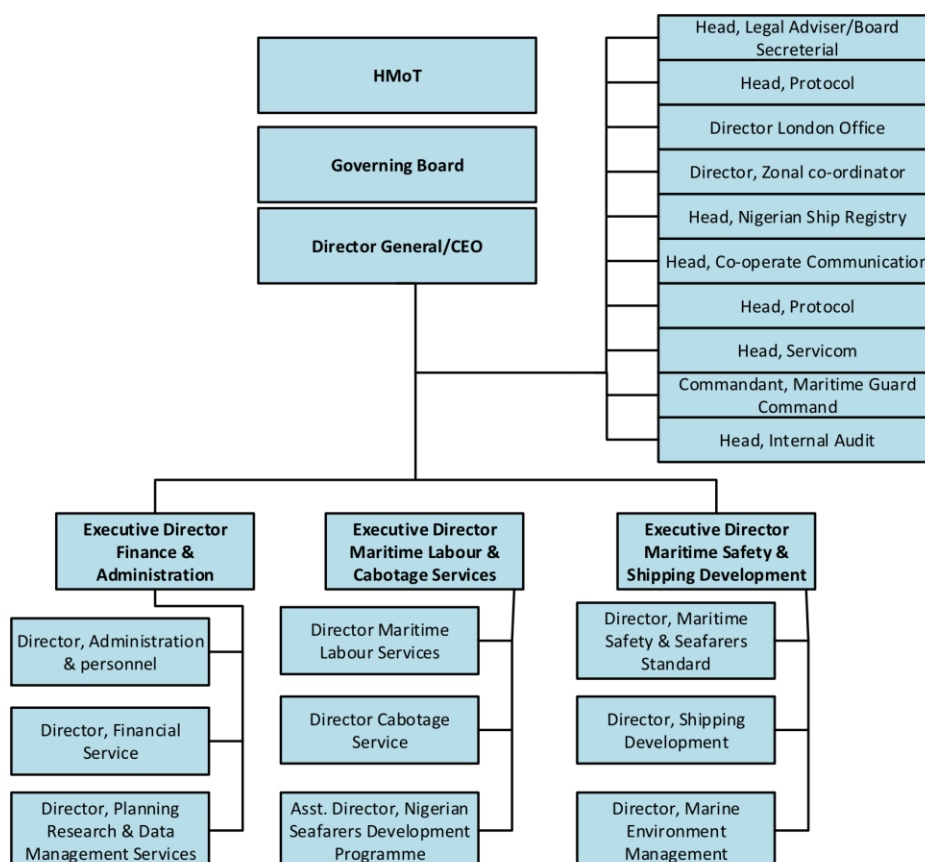 HMoT
Governing Board
Director General/CEO
Head, Legal Adviser/Board
Secreterial
Head, Protocol
Director London Office
Director, Zonal co-ordinator
Head, Nigerian Ship Registry
Head, Co-operate Communication
Head, Protocol
Head, Servicom
Commandant, Maritime Guard
Command
Head, Internal Audit
Executive Director
Finance &
Administration
Director, Administration
& personnel
Director, Financial
Service
Director, Planning
Research & Data
Management Services
Executive Director
Maritime Labour &
Cabotage Services
Director Maritime
Labour Services
Director Cabotage
Service
Asst. Director, Nigerian
Seafarers Development
Programme
Executive Director
Maritime Safety &
Shipping Development
Director, Maritime
Safety & Seafarers
Standard
Director, Shipping
Development
Director, Marine
Environment
Management